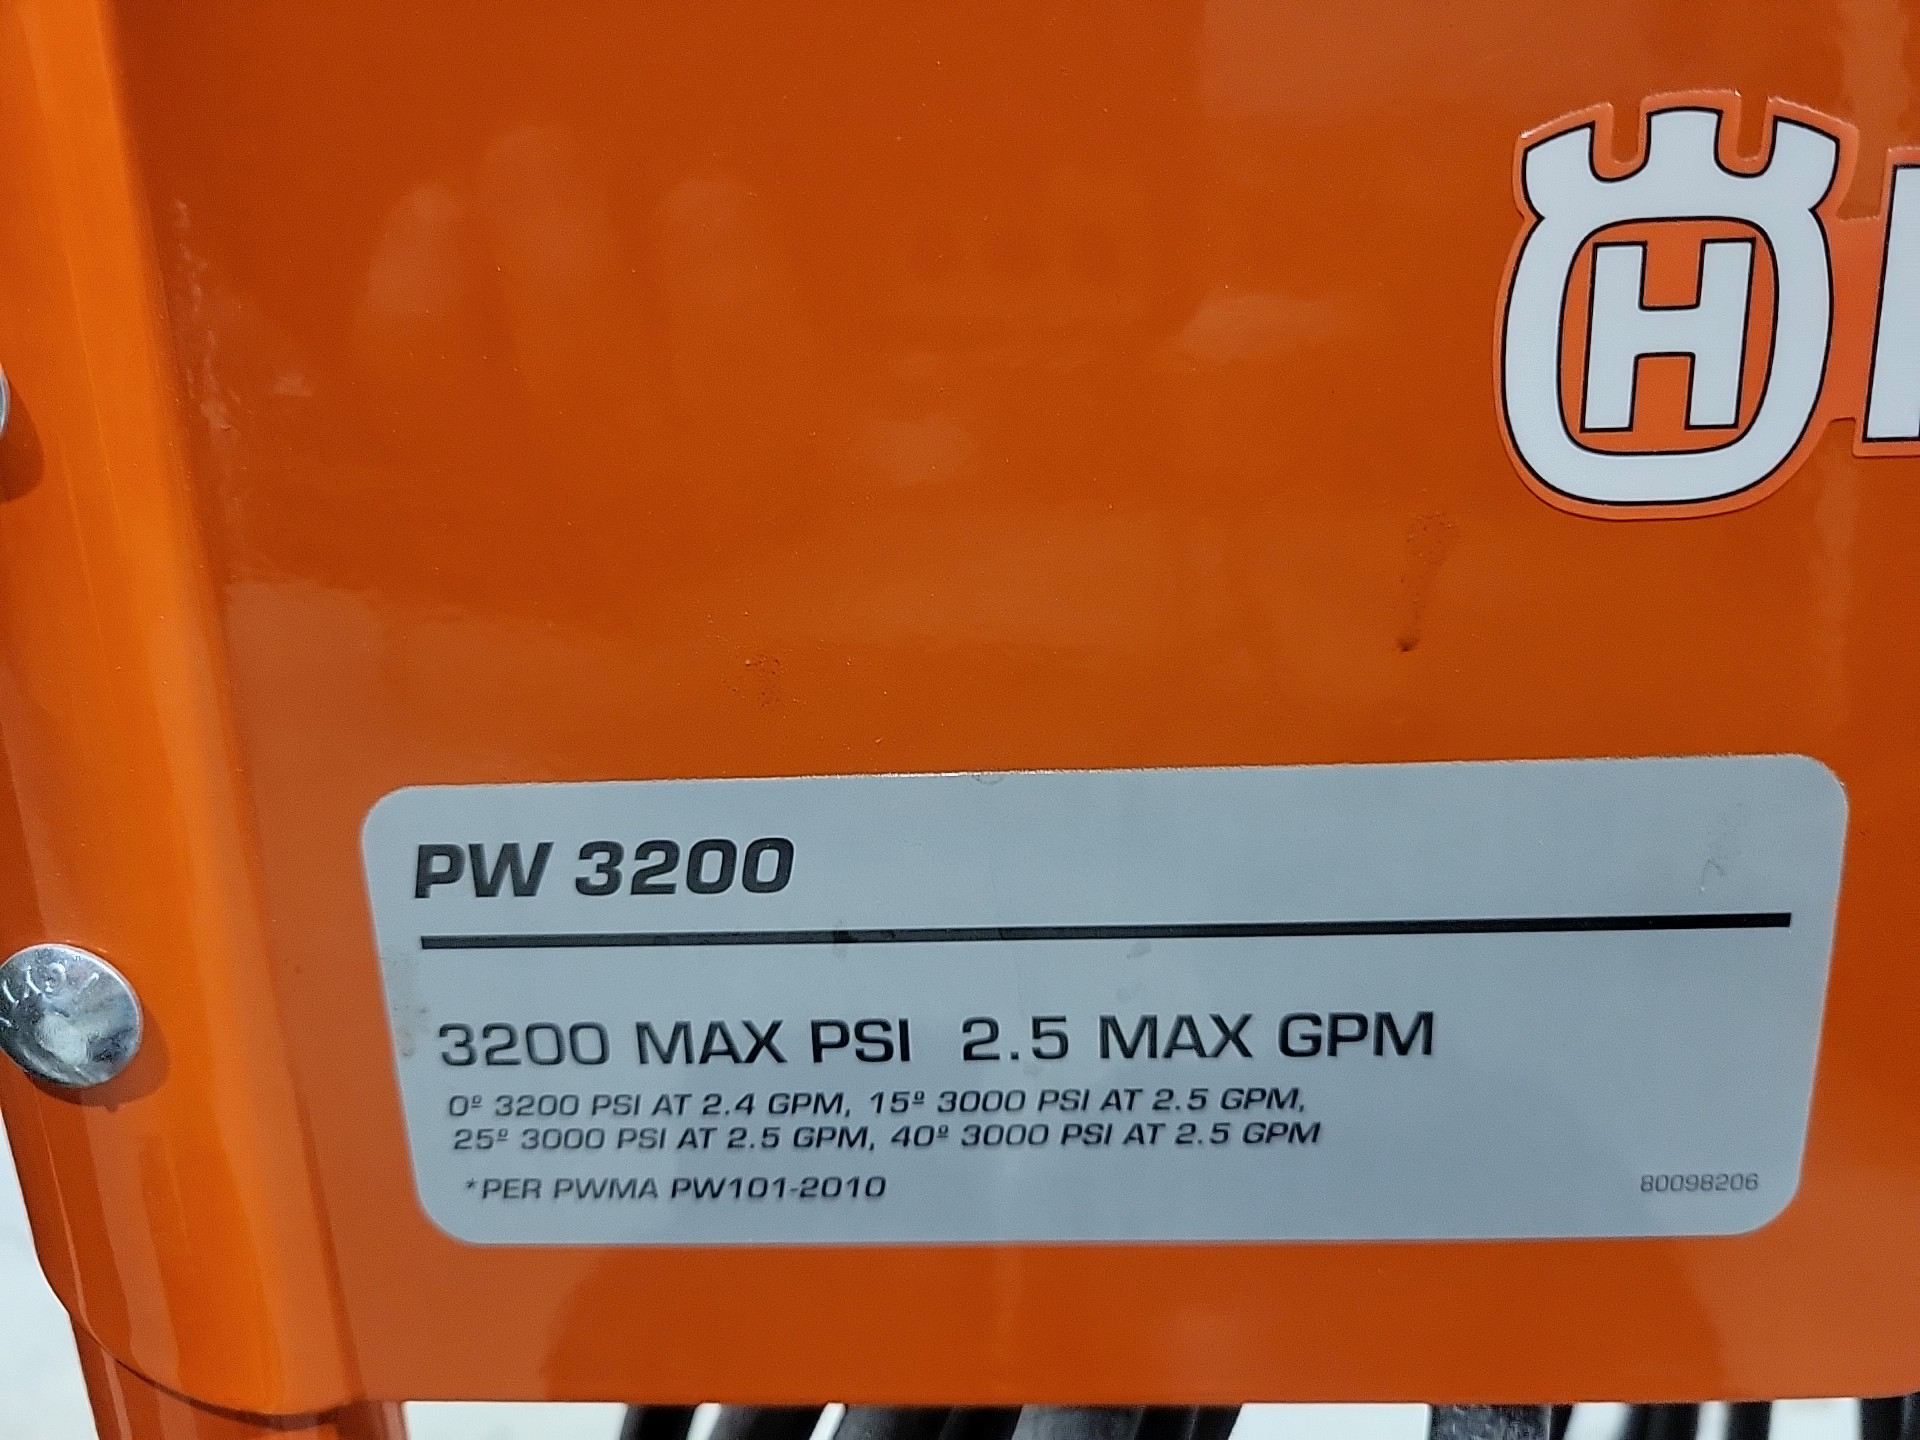 H
PW 3200
3200 MAX PSI 2.5 MAX GPM
0º 3200 PSI AT 2.4 GPM, 15º 3000 PSI AT 2.5 GPM,
25º 3000 PSI AT 2.5 GPM, 40º 3000 PSI AT 2.5 GPM
*PER PWMA PW101-2010
80098206